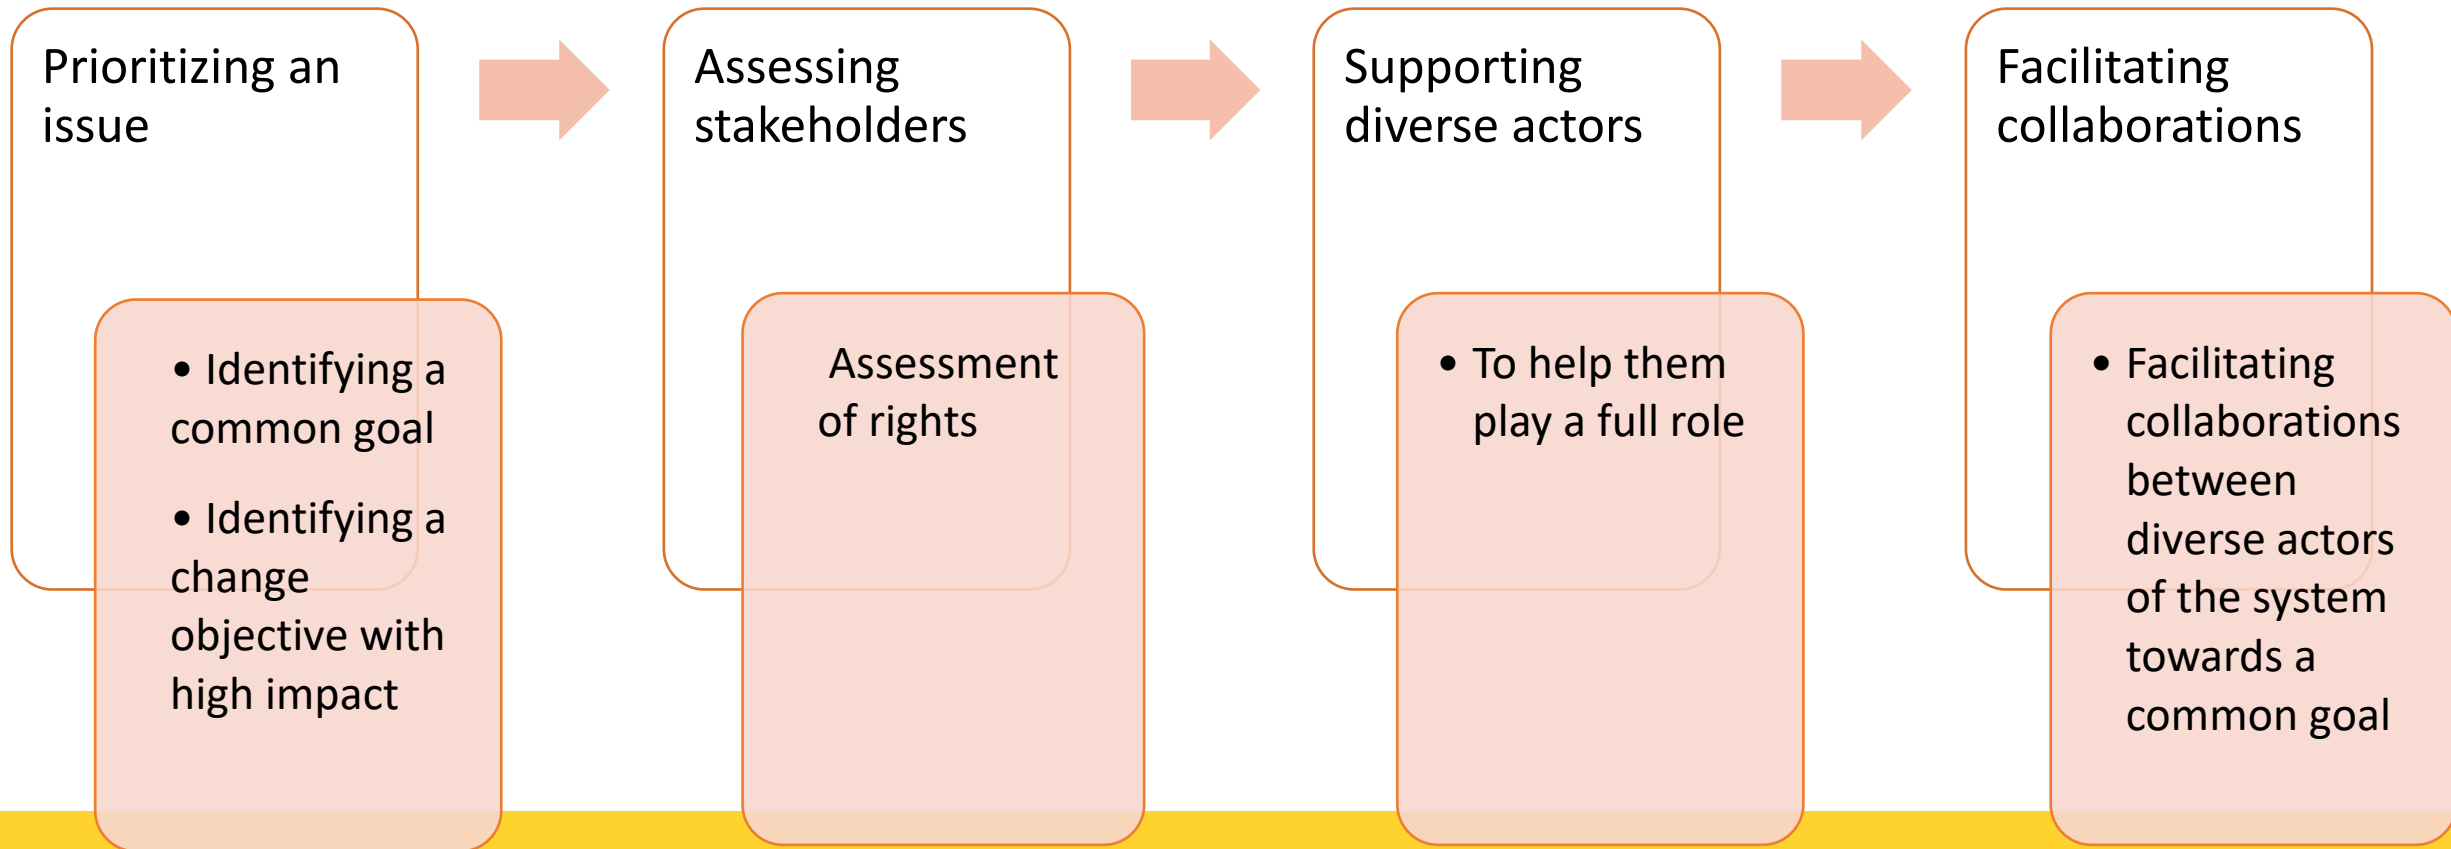 Prioritizing an
issue
• Identifying a
common goal
• Identifying a
change
objective with
high impact
Assessing
stakeholders
Assessment
of rights
Supporting
diverse actors
• To help them
play a full role
Facilitating
collaborations
• Facilitating
collaborations
between
diverse actors
of the system
towards a
common goal